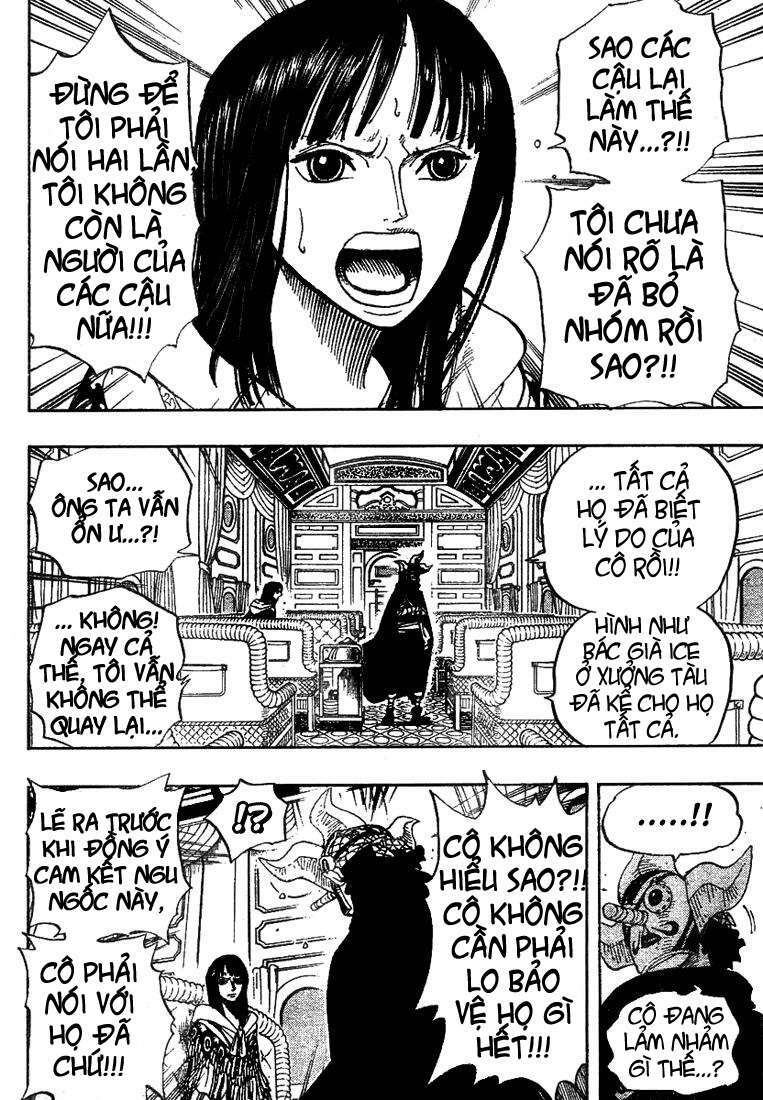 SAO CÁC
CẬU LẠI
LÀM THẾ
NÀY...?!!
TÔI CHƯA
NÓI RÕ LÀ
ĐÃ BỎ
NHÓM RỒI
SAO?!!
ĐỪNG ĐỂ
TÔI PHẢI
NÓI HAI LẦN.
TÔI KHÔNG
CÒN LÀ
NGƯỜI CỦA
CÁC CẬU
NỮA!!!
... TẤT CẢ
HỌ ĐÃ BIẾT
LÝ DO CỦA
CÔ RỒI!!!
HÌNH NHƯ
BÁC GIÀ ICE
Ở XƯỞNG TÀU
ĐÃ KỂ CHO HỌ
TẤT CẢ.
SAO...
ÔNG TA VẪN
ỔN Ư...?!
... KHÔNG!
NGAY CẢ
THẾ, TÔI VẪN
KHÔNG THỂ
QUAY LẠI...
.....!!
CÔ ĐANG
LẢM NHẢM
GÌ THẾ...?
CÔ KHÔNG
HIỂU SAO?!!
CÔ KHÔNG
CẦN PHẢI
LO BẢO
VỆ HỌ GÌ
HẾT!!!
!?
LẼ RA TRƯỚC
KHI ĐỒNG Ý
CAM KẾT NGU
NGỐC NÀY,
CÔ PHẢI
NÓI VỚI
HỌ ĐÃ
CHỨ!!!